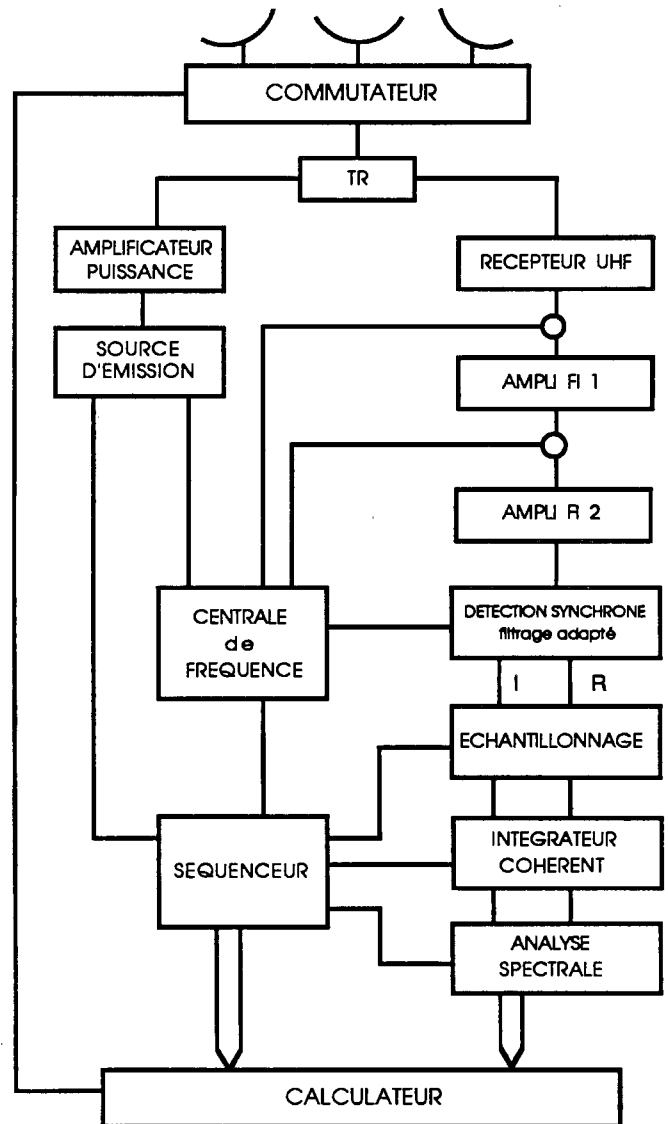 COMMUTATEUR
TR
AMPLIFICATEUR
PUISSANCE
RECEPTEUR UHF
SOURCE
D'EMISSION
AMPLI FI 1
AMPLI FI 2
CENTRALE
de
FREQUENCE
DETECTION SYNCHRONE
filtrage adapté
I R
ECHANTILLONNAGE
SEQUENCEUR
INTEGRATEUR
COHERENT
ANALYSE
SPECTRALE
CALCULATEUR